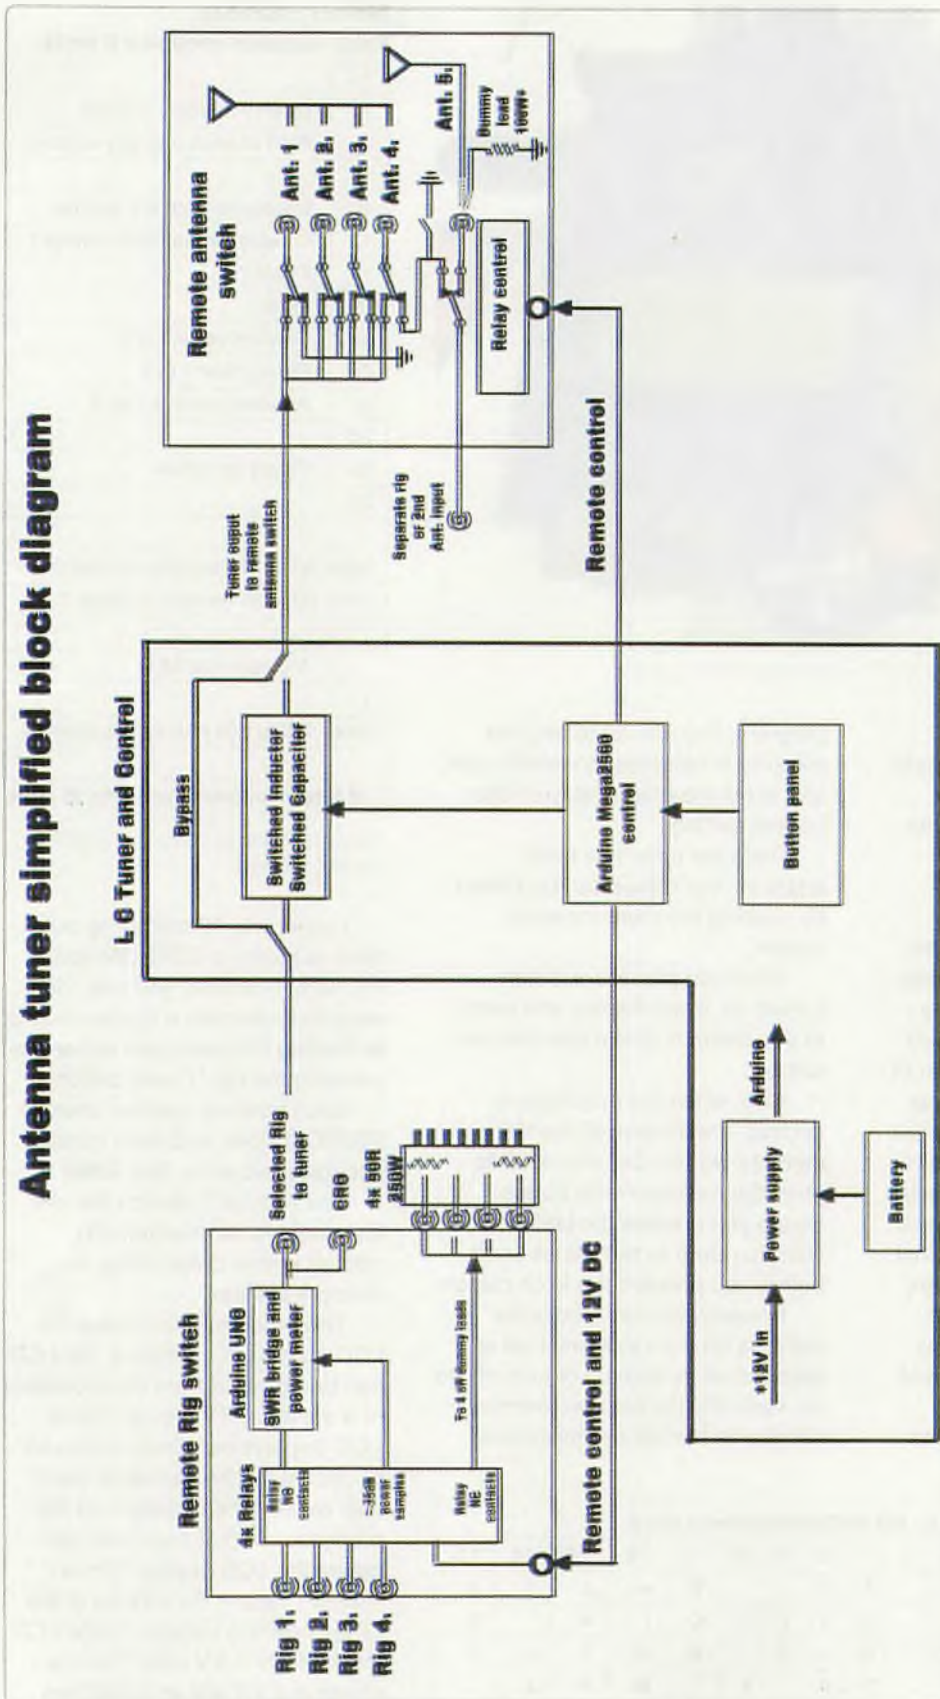 Antenna tuner simplified block diagram
Remote Rig switch
4x Relays
Rig 1.
Rig 2.
Rig 3.
Rig 4.
Relay
NO
contacts
power
samples
Relay
NC
contacts
Arduino UNO
SWR bridge and
power meter
Selected Rig
to tuner
CRO
4x 50R
250W
To 4 off dummy loads
Remote control and 12V DC
L C Tuner and Control
Bypass
Switched Inductor
Switched Capacitor
Arduino Mega2560
control
Button panel
+12V in
Power supply
Arduino
Battery
Tuner ouput
to remote
antenna switch
Separate rig
or 2nd
Ant. input
Remote control
Remote antenna
switch
Ant. 1
Ant. 2.
Ant. 3.
Ant. 4.
Ant. 5.
Dummy
load
100W+
Relay control